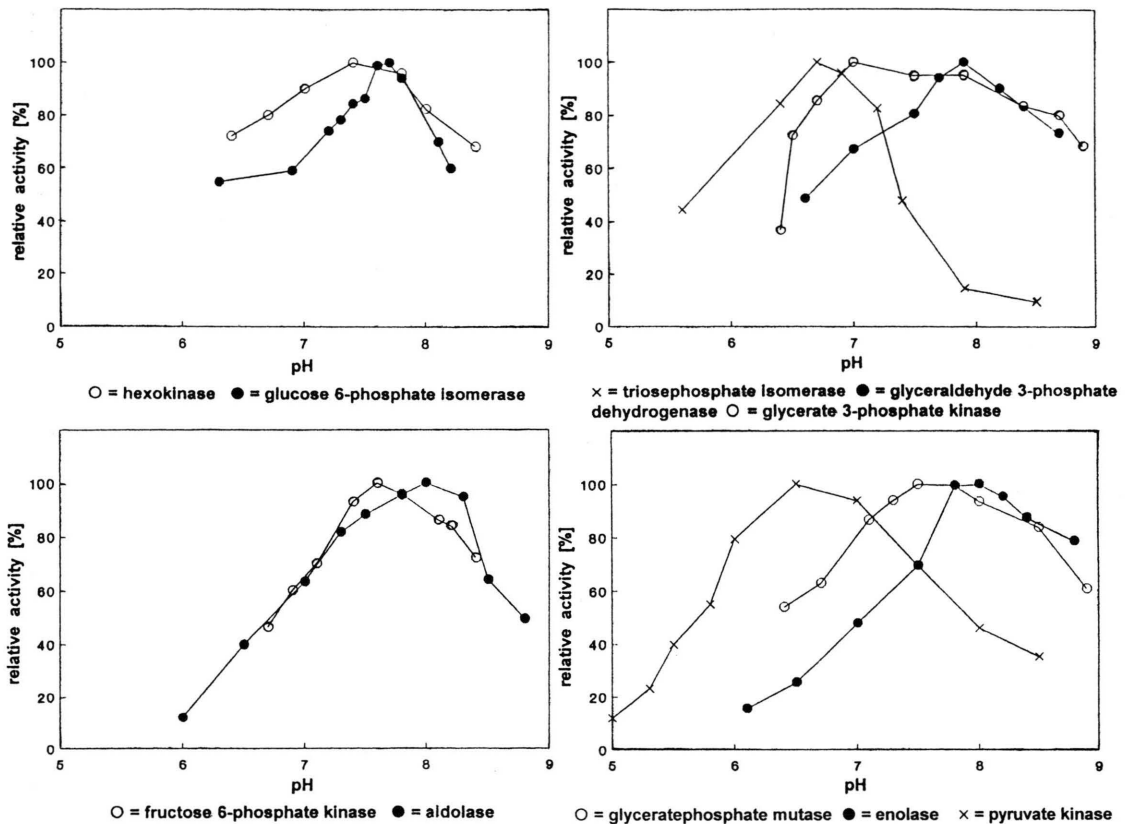 relative activity [%]
100
80
60
40
20
0
5 6 7 8 9
pH
○ = hexokinase ● = glucose 6-phosphate isomerase
relative activity [%]
100
80
60
40
20
0
5 6 7 8 9
pH
× = triosephosphate isomerase ● = glyceraldehyde 3-phosphate
dehydrogenase ○ = glycerate 3-phosphate kinase
relative activity [%]
100
80
60
40
20
0
5 6 7 8 9
pH
○ = fructose 6-phosphate kinase ● = aldolase
relative activity [%]
100
80
60
40
20
0
5 6 7 8 9
pH
○ = glyceratephosphate mutase ● = enolase × = pyruvate kinase